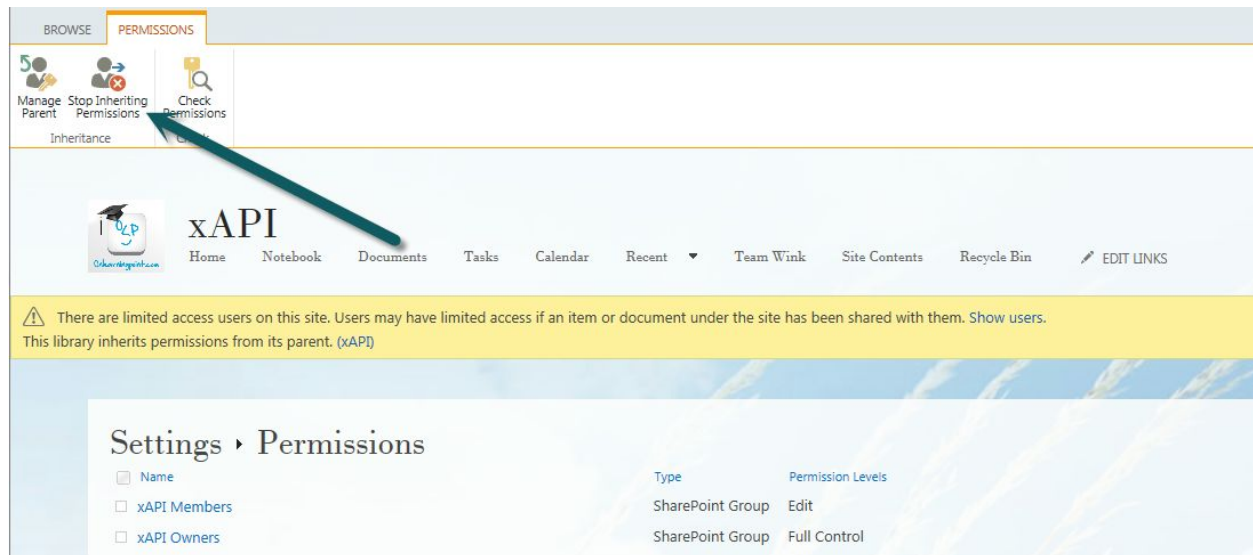 BROWSE PERMISSIONS
Manage Parent
Stop Inheriting Permissions
Check Permissions
Inheritance
xAPI
Home Notebook Documents Tasks Calendar Recent Team Wink Site Contents Recycle Bin EDIT LINKS
There are limited access users on this site. Users may have limited access if an item or document under the site has been shared with them. Show users.
This library inherits permissions from its parent. (xAPI)
Settings Permissions
Name Type Permission Levels
xAPI Members SharePoint Group Edit
xAPI Owners SharePoint Group Full Control